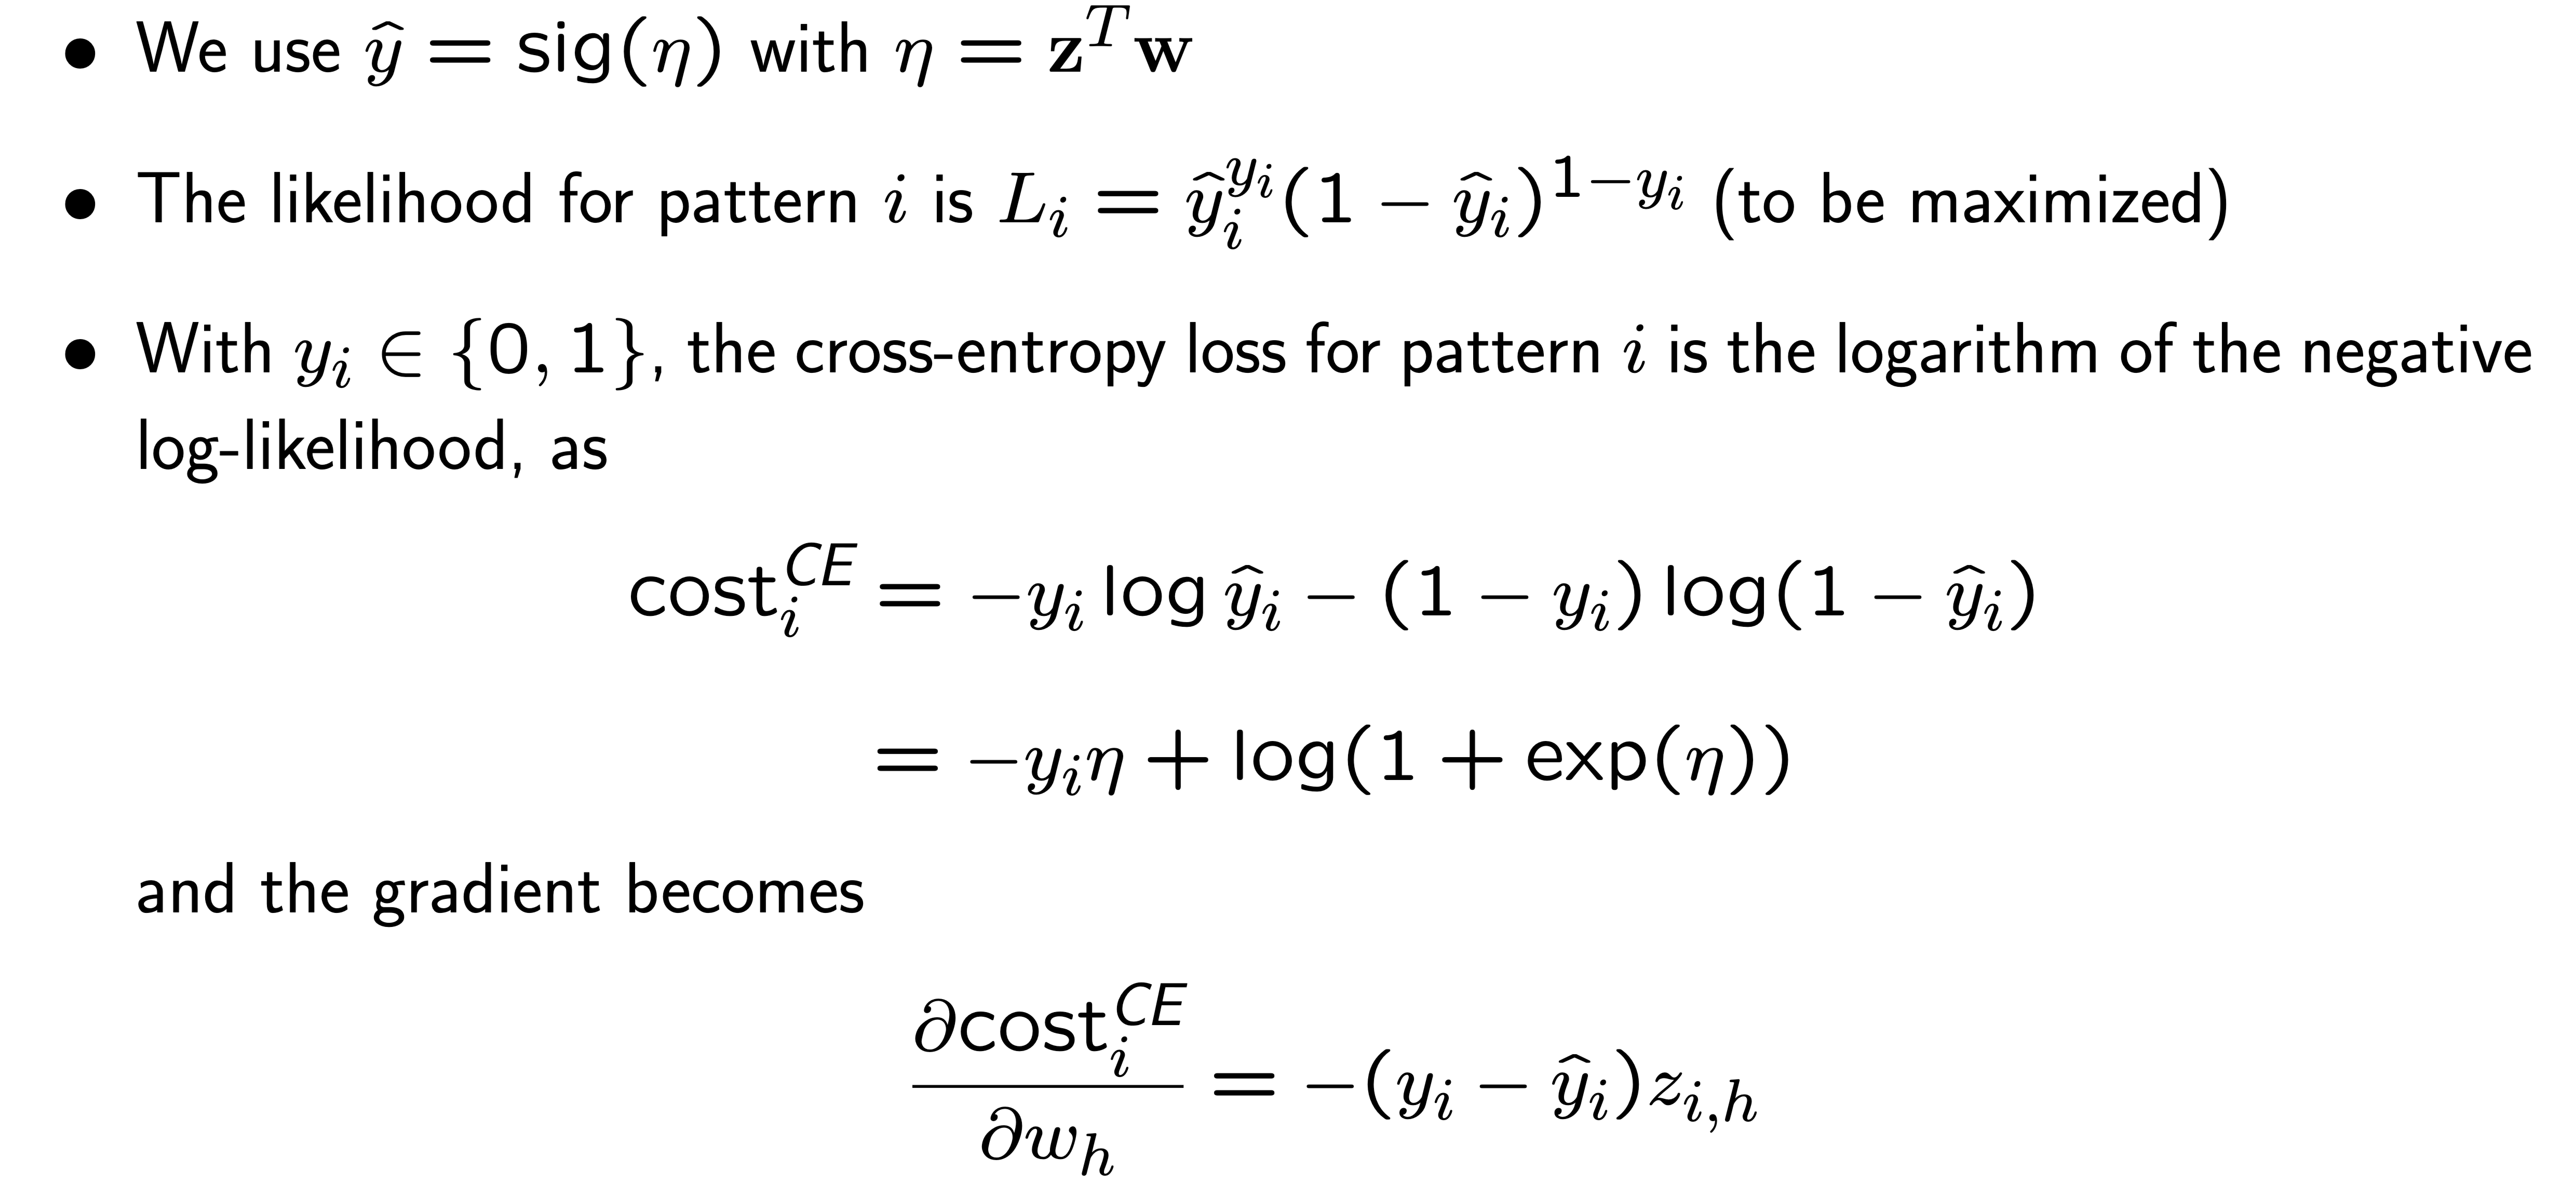 • We use ŷ = sig(η) with η = 𝐳ᵀ𝐰
• The likelihood for pattern i is L_i = ŷ_i^{y_i}(1 − ŷ_i)^{1−y_i} (to be maximized)
• With y_i ∈ {0, 1}, the cross-entropy loss for pattern i is the logarithm of the negative
log-likelihood, as
cost_i^{CE} = −y_i log ŷ_i − (1 − y_i) log(1 − ŷ_i)
= −y_i η + log(1 + exp(η))
and the gradient becomes
∂cost_i^{CE} / ∂w_h = −(y_i − ŷ_i)z_{i,h}